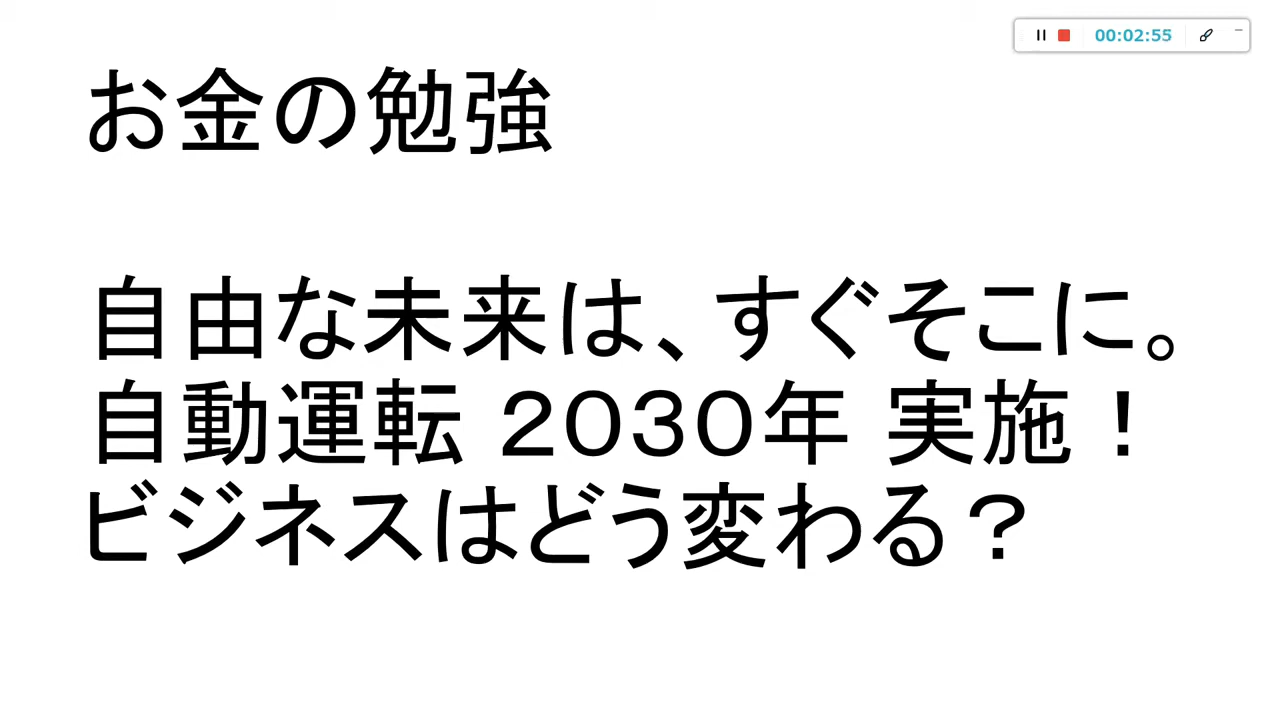 00:02:55
お金の勉強
自由な未来は、すぐそこに。
自動運転 2030年 実施！
ビジネスはどう変わる？